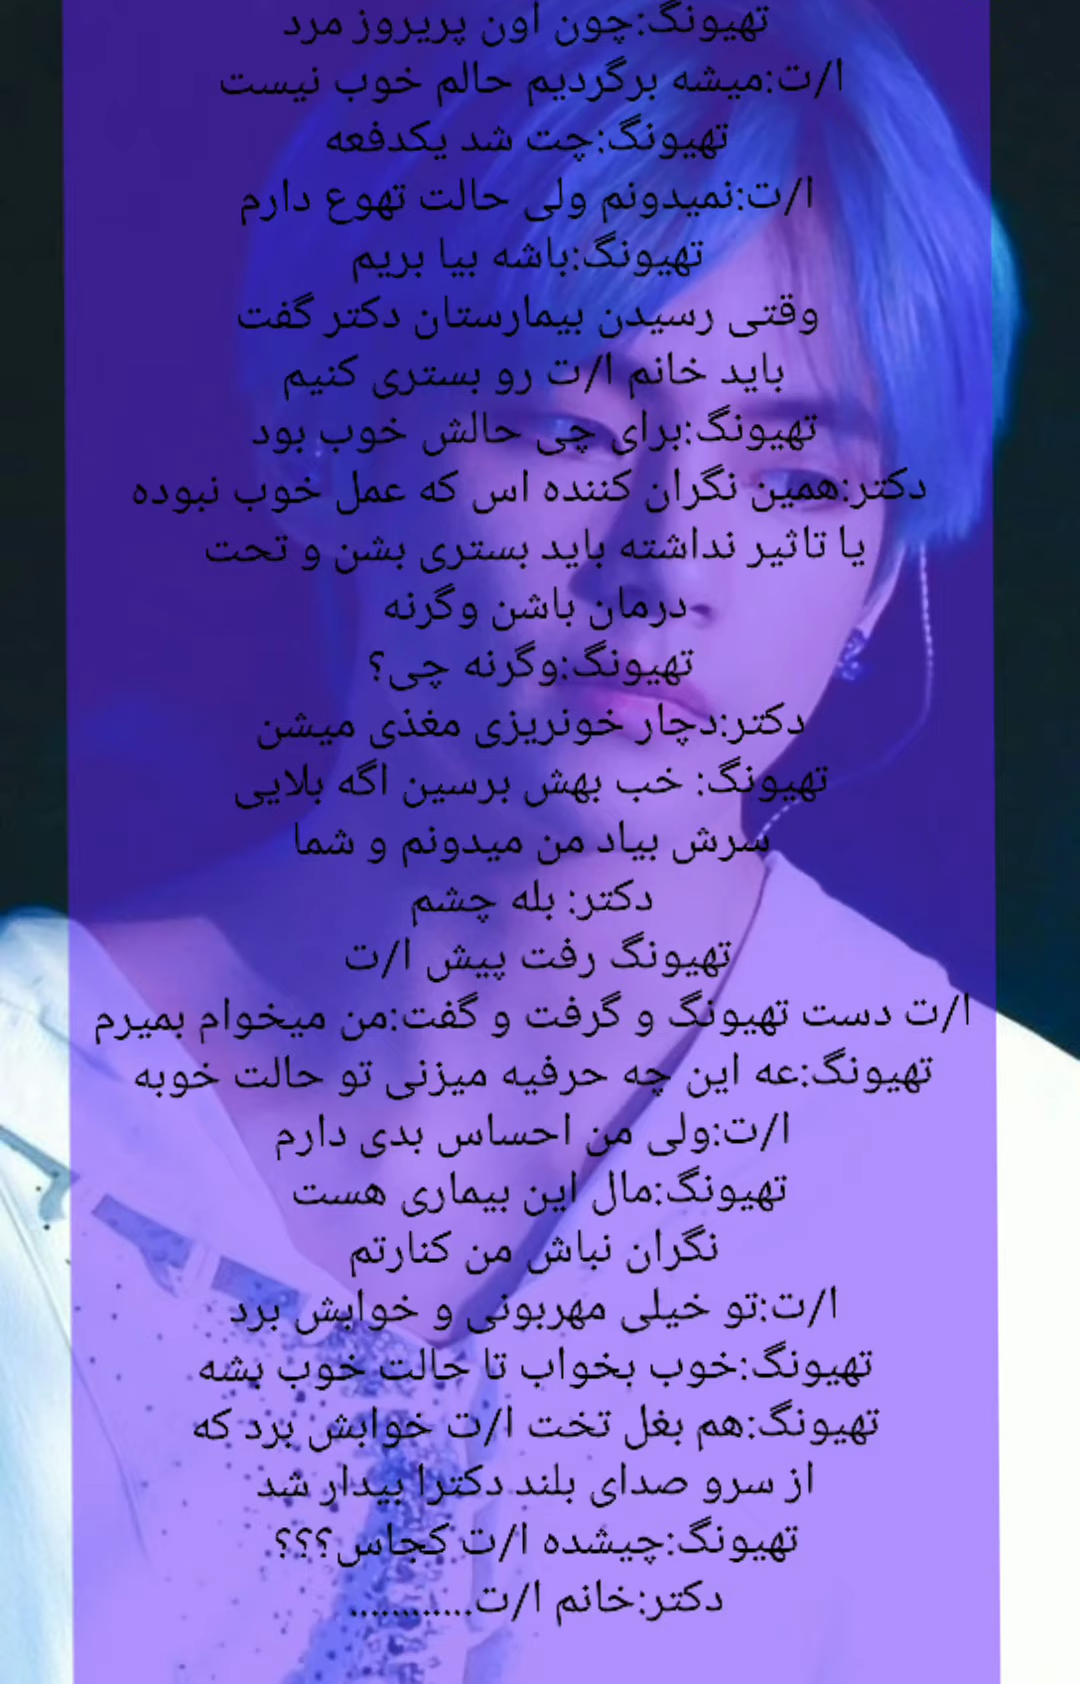 تهیونگ:چون اون پریروز مرد
ا/ت:میشه برگردیم حالم خوب نیست
تهیونگ:چت شد یکدفعه
ا/ت:نمیدونم ولی حالت تهوع دارم
تهیونگ:باشه بیا بریم
وقتی رسیدن بیمارستان دکتر گفت
باید خانم ا/ت رو بستری کنیم
تهیونگ:برای چی حالش خوب بود
دکتر:همین نگران کننده اس که عمل خوب نبوده
یا تاثیر نداشته باید بستری بشن و تحت
درمان باشن وگرنه
تهیونگ:وگرنه چی؟
دکتر:دچار خونریزی مغذی میشن
تهیونگ: خب بهش برسین اگه بلایی
سرش بیاد من میدونم و شما
دکتر: بله چشم
تهیونگ رفت پیش ا/ت
ا/ت دست تهیونگ و گرفت و گفت:من میخوام بمیرم
تهیونگ:عه این چه حرفیه میزنی تو حالت خوبه
ا/ت:ولی من احساس بدی دارم
تهیونگ:مال این بیماری هست
نگران نباش من کنارتم
ا/ت:تو خیلی مهربونی و خوابش برد
تهیونگ:خوب بخواب تا حالت خوب بشه
تهیونگ:هم بغل تخت ا/ت خوابش برد که
از سرو صدای بلند دکترا بیدار شد
تهیونگ:چیشده ا/ت کجاس؟؟؟
دکتر:خانم ا/ت............